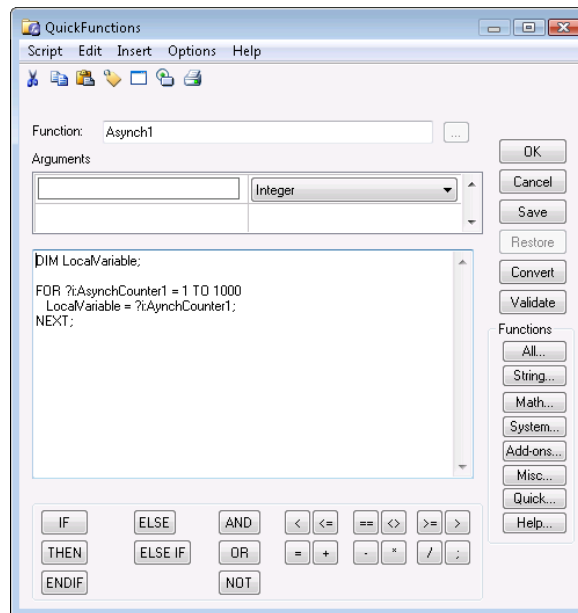 QuickFunctions
Script Edit Insert Options Help
Function: Asynch1 ...
Arguments
Integer
DIM LocalVariable;
FOR ?i:AsynchCounter1 = 1 TO 1000
LocalVariable = ?i:AynchCounter1;
NEXT;
OK
Cancel
Save
Restore
Convert
Validate
Functions
All...
String...
Math...
System...
Add-ons...
Misc...
Quick...
Help...
IF ELSE AND < <= == <> >= >
THEN ELSE IF OR = + - * / ;
ENDIF NOT